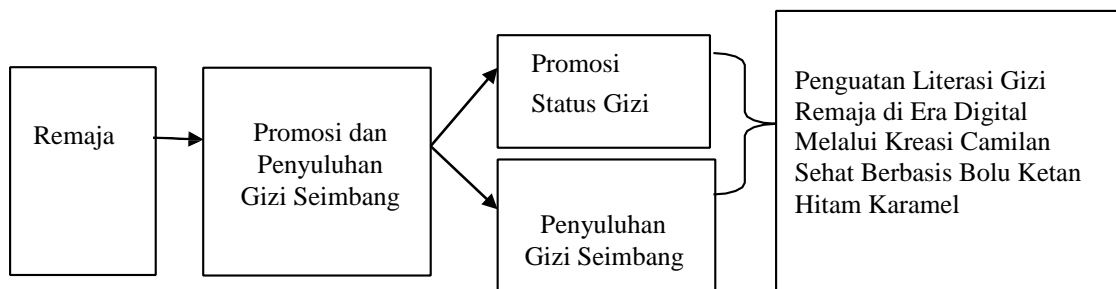 Remaja
Promosi dan
Penyuluhan
Gizi Seimbang
Promosi
Status Gizi
Penyuluhan
Gizi Seimbang
Penguatan Literasi Gizi
Remaja di Era Digital
Melalui Kreasi Camilan
Sehat Berbasis Bolu Ketan
Hitam Karamel